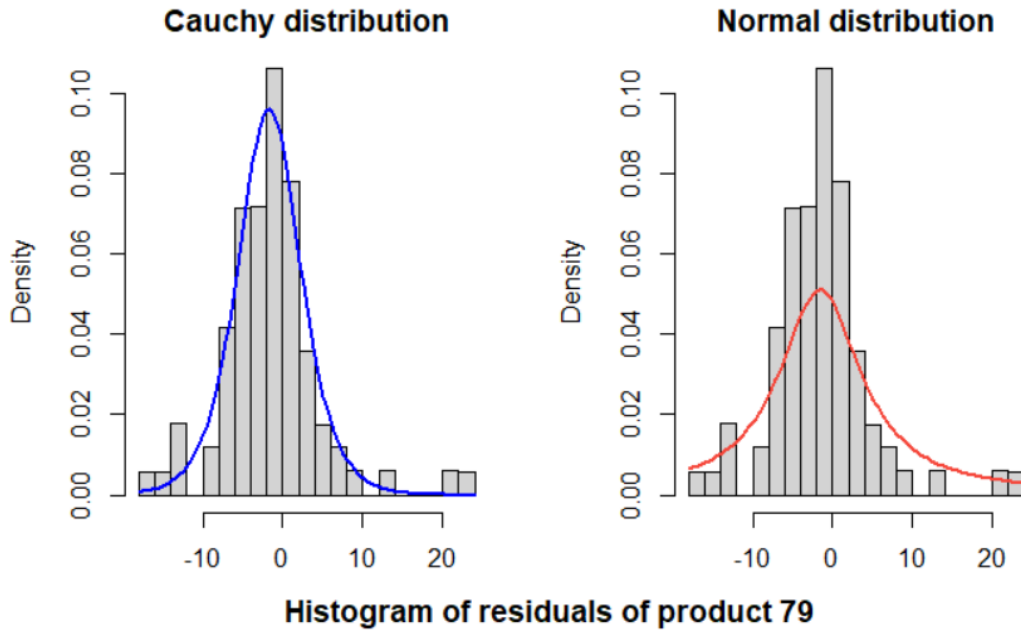 Cauchy distribution
Normal distribution
Density
0.00 0.02 0.04 0.06 0.08 0.10
-10 0 10 20
Density
0.00 0.02 0.04 0.06 0.08 0.10
-10 0 10 20
Histogram of residuals of product 79